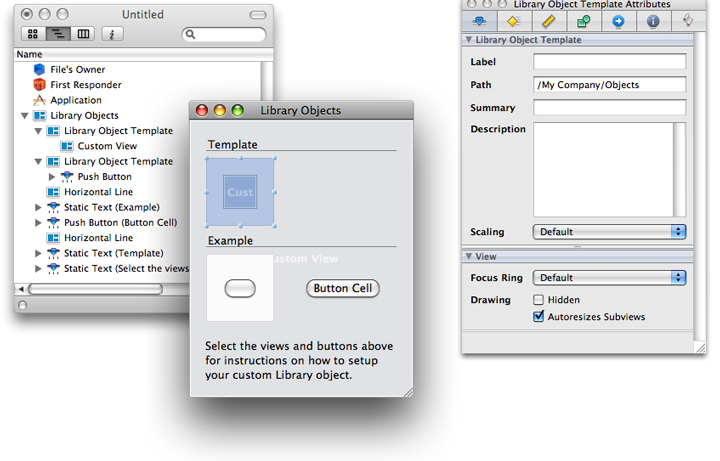 Untitled
Name
File's Owner
First Responder
Application
Library Objects
Library Object Template
Custom View
Library Object Template
Push Button
Horizontal Line
Static Text (Example)
Push Button (Button Cell)
Horizontal Line
Static Text (Template)
Static Text (Select the views
Library Objects
Template
Cust
Example
ustom View
Button Cell
Select the views and buttons above
for instructions on how to setup
your custom Library object.
Library Object Template Attributes
Library Object Template
Label
Path /My Company/Objects
Summary
Description
Scaling Default
View
Focus Ring Default
Drawing Hidden
Autoresizes Subviews